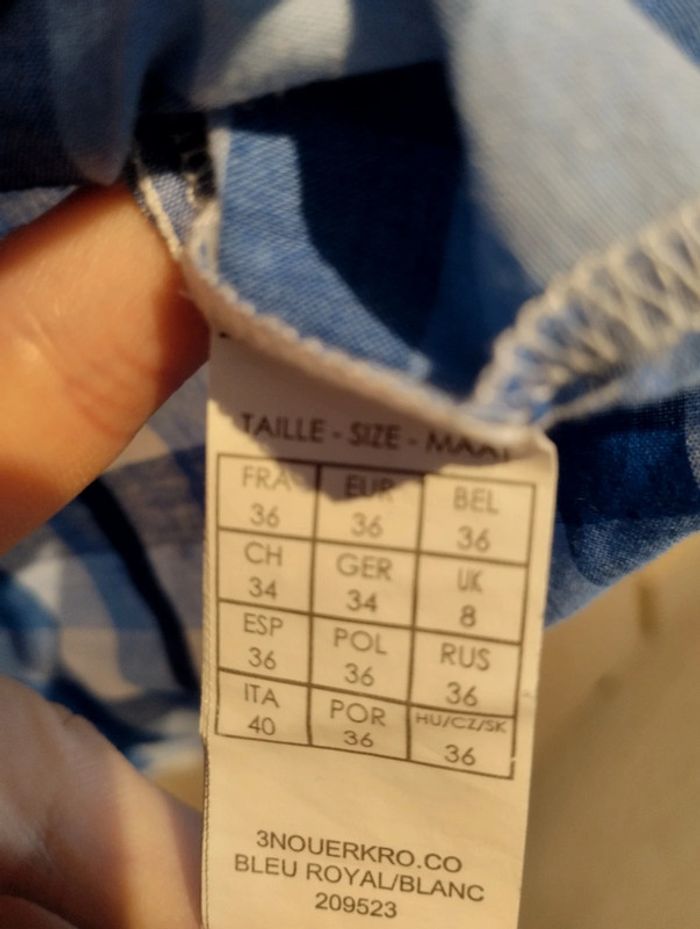 TAILLE - SIZE - MAAT
FRA EUR BEL
36 36 36
CH GER UK
34 34 8
ESP POL RUS
36 36 36
ITA POR HU/CZ/SK
40 36 36
3NOUERKRO.CO
BLEU ROYAL/BLANC
209523